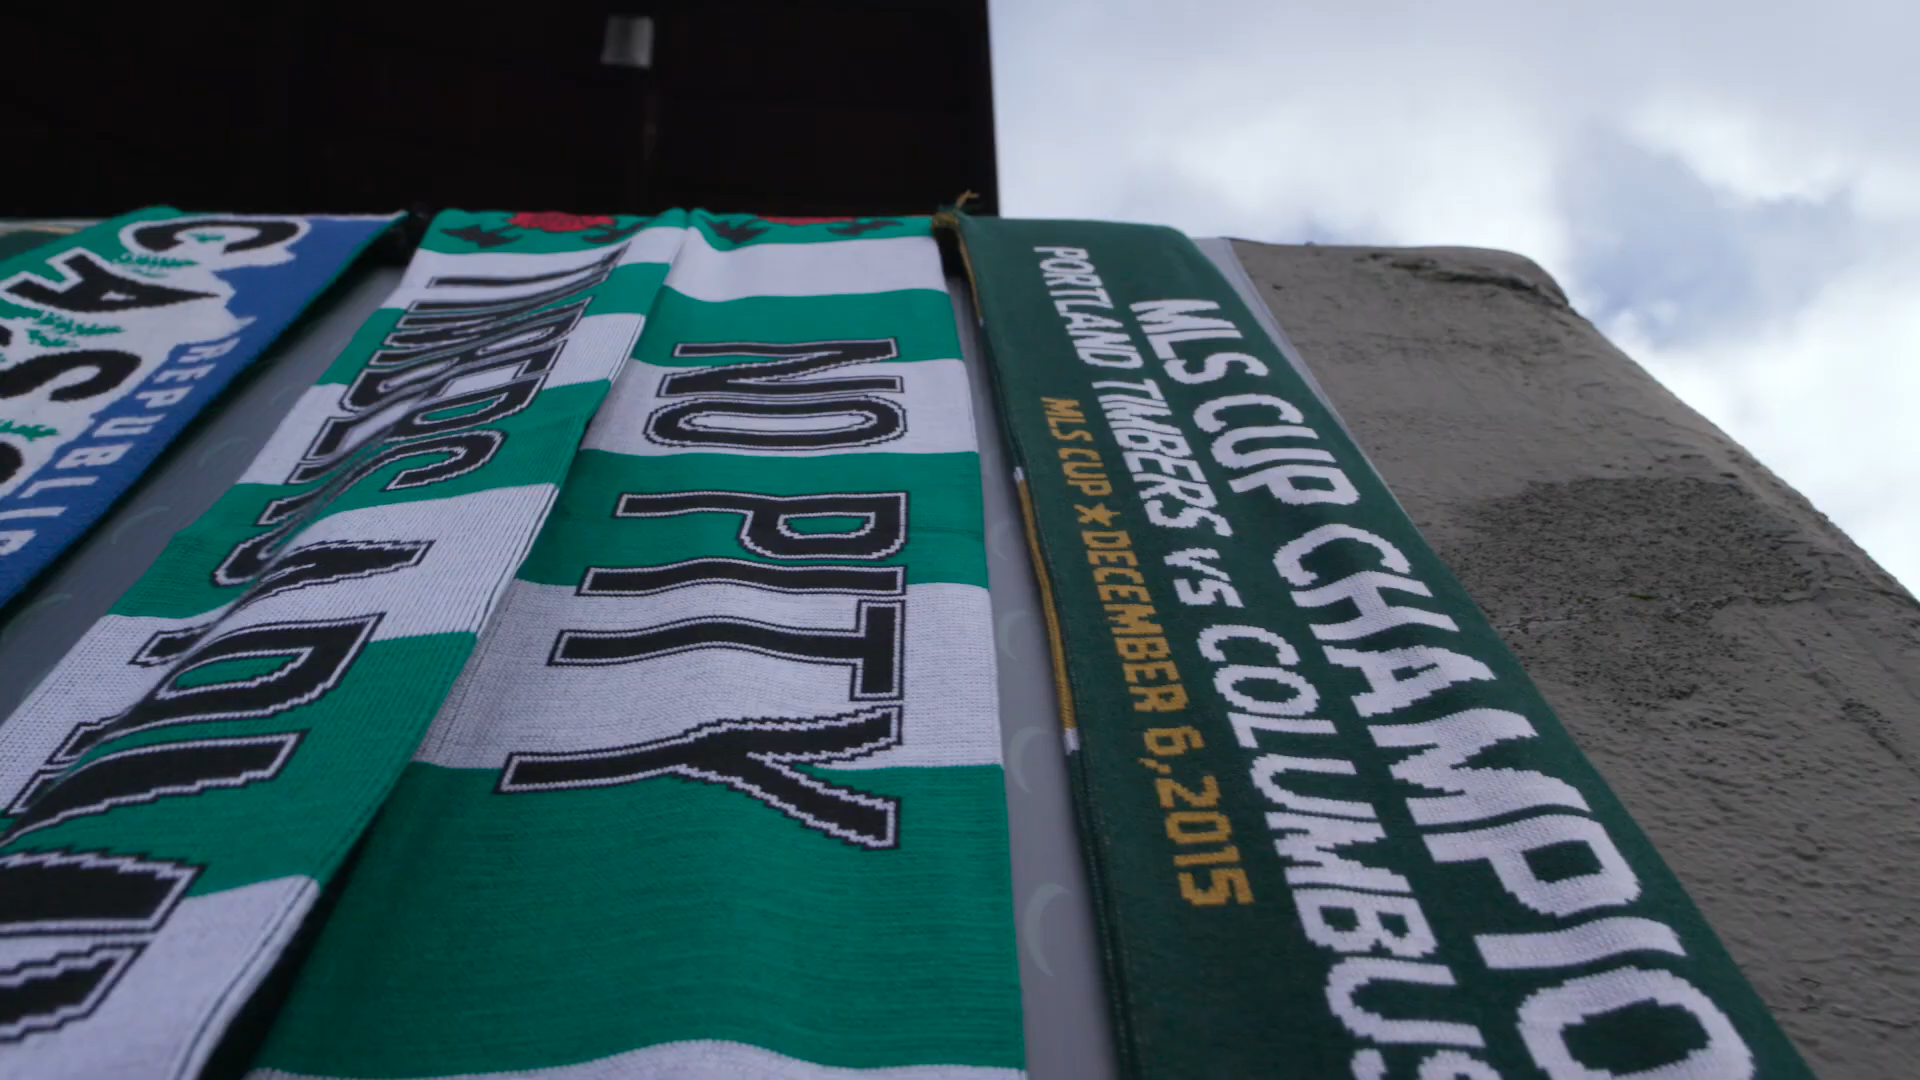 REPUBLIC
NO PITY
MLS CUP CHAMPIO
PORTLAND TIMBERS VS COLUMBUS
MLS CUP ★ DECEMBER 6, 2015